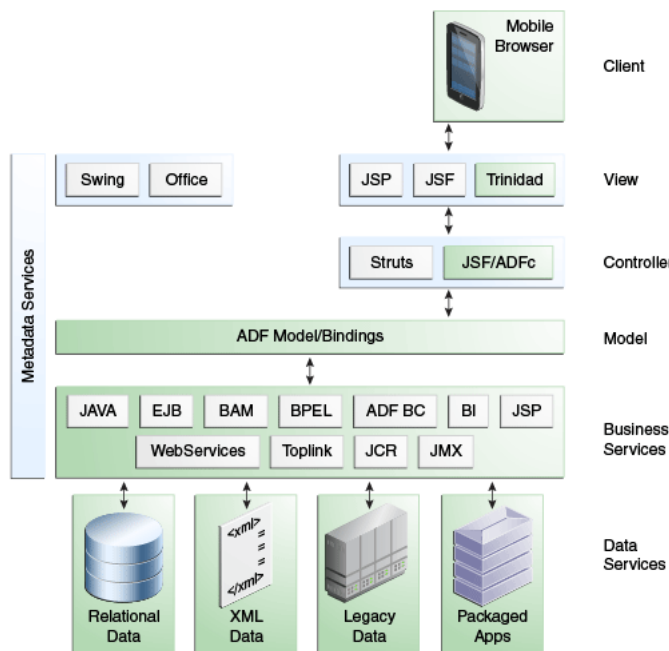 Mobile
Browser
Client
Metadata Services
Swing
Office
JSP
JSF
Trinidad
View
Struts
JSF/ADFc
Controller
ADF Model/Bindings
Model
JAVA
EJB
BAM
BPEL
ADF BC
BI
JSP
WebServices
Toplink
JCR
JMX
Business
Services
<xml>
=
=
=
</xml>
Data
Services
Relational
Data
XML
Data
Legacy
Data
Packaged
Apps